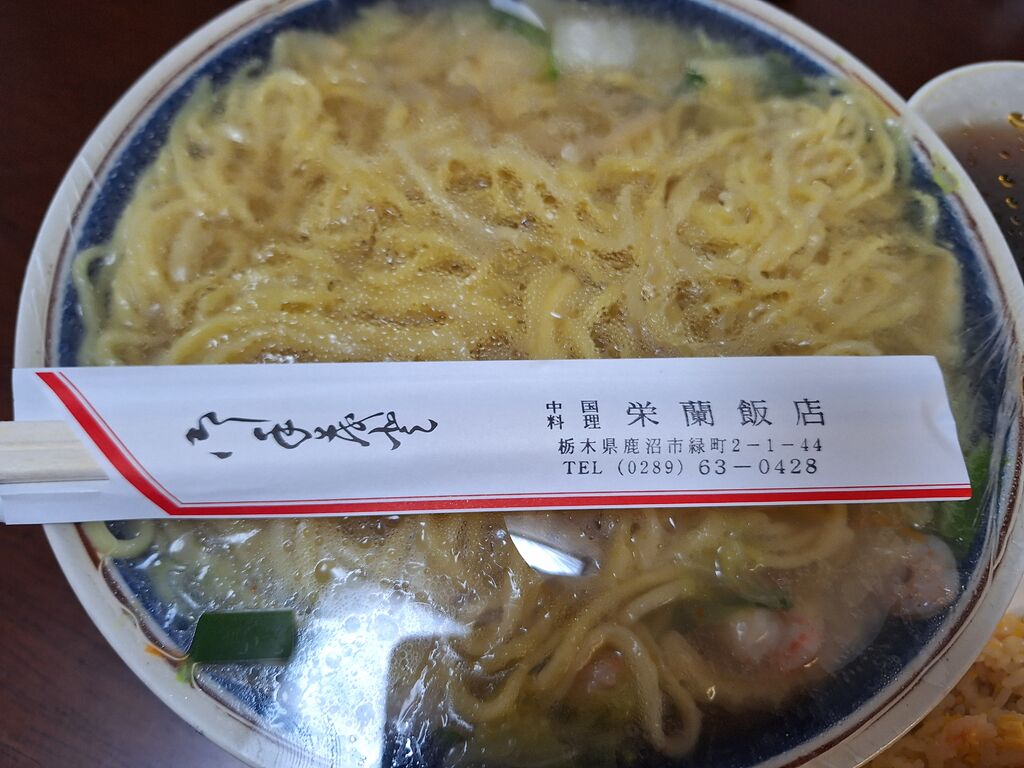 中国料理 栄蘭飯店
栃木県鹿沼市緑町2-1-44
TEL (0289) 63-0428